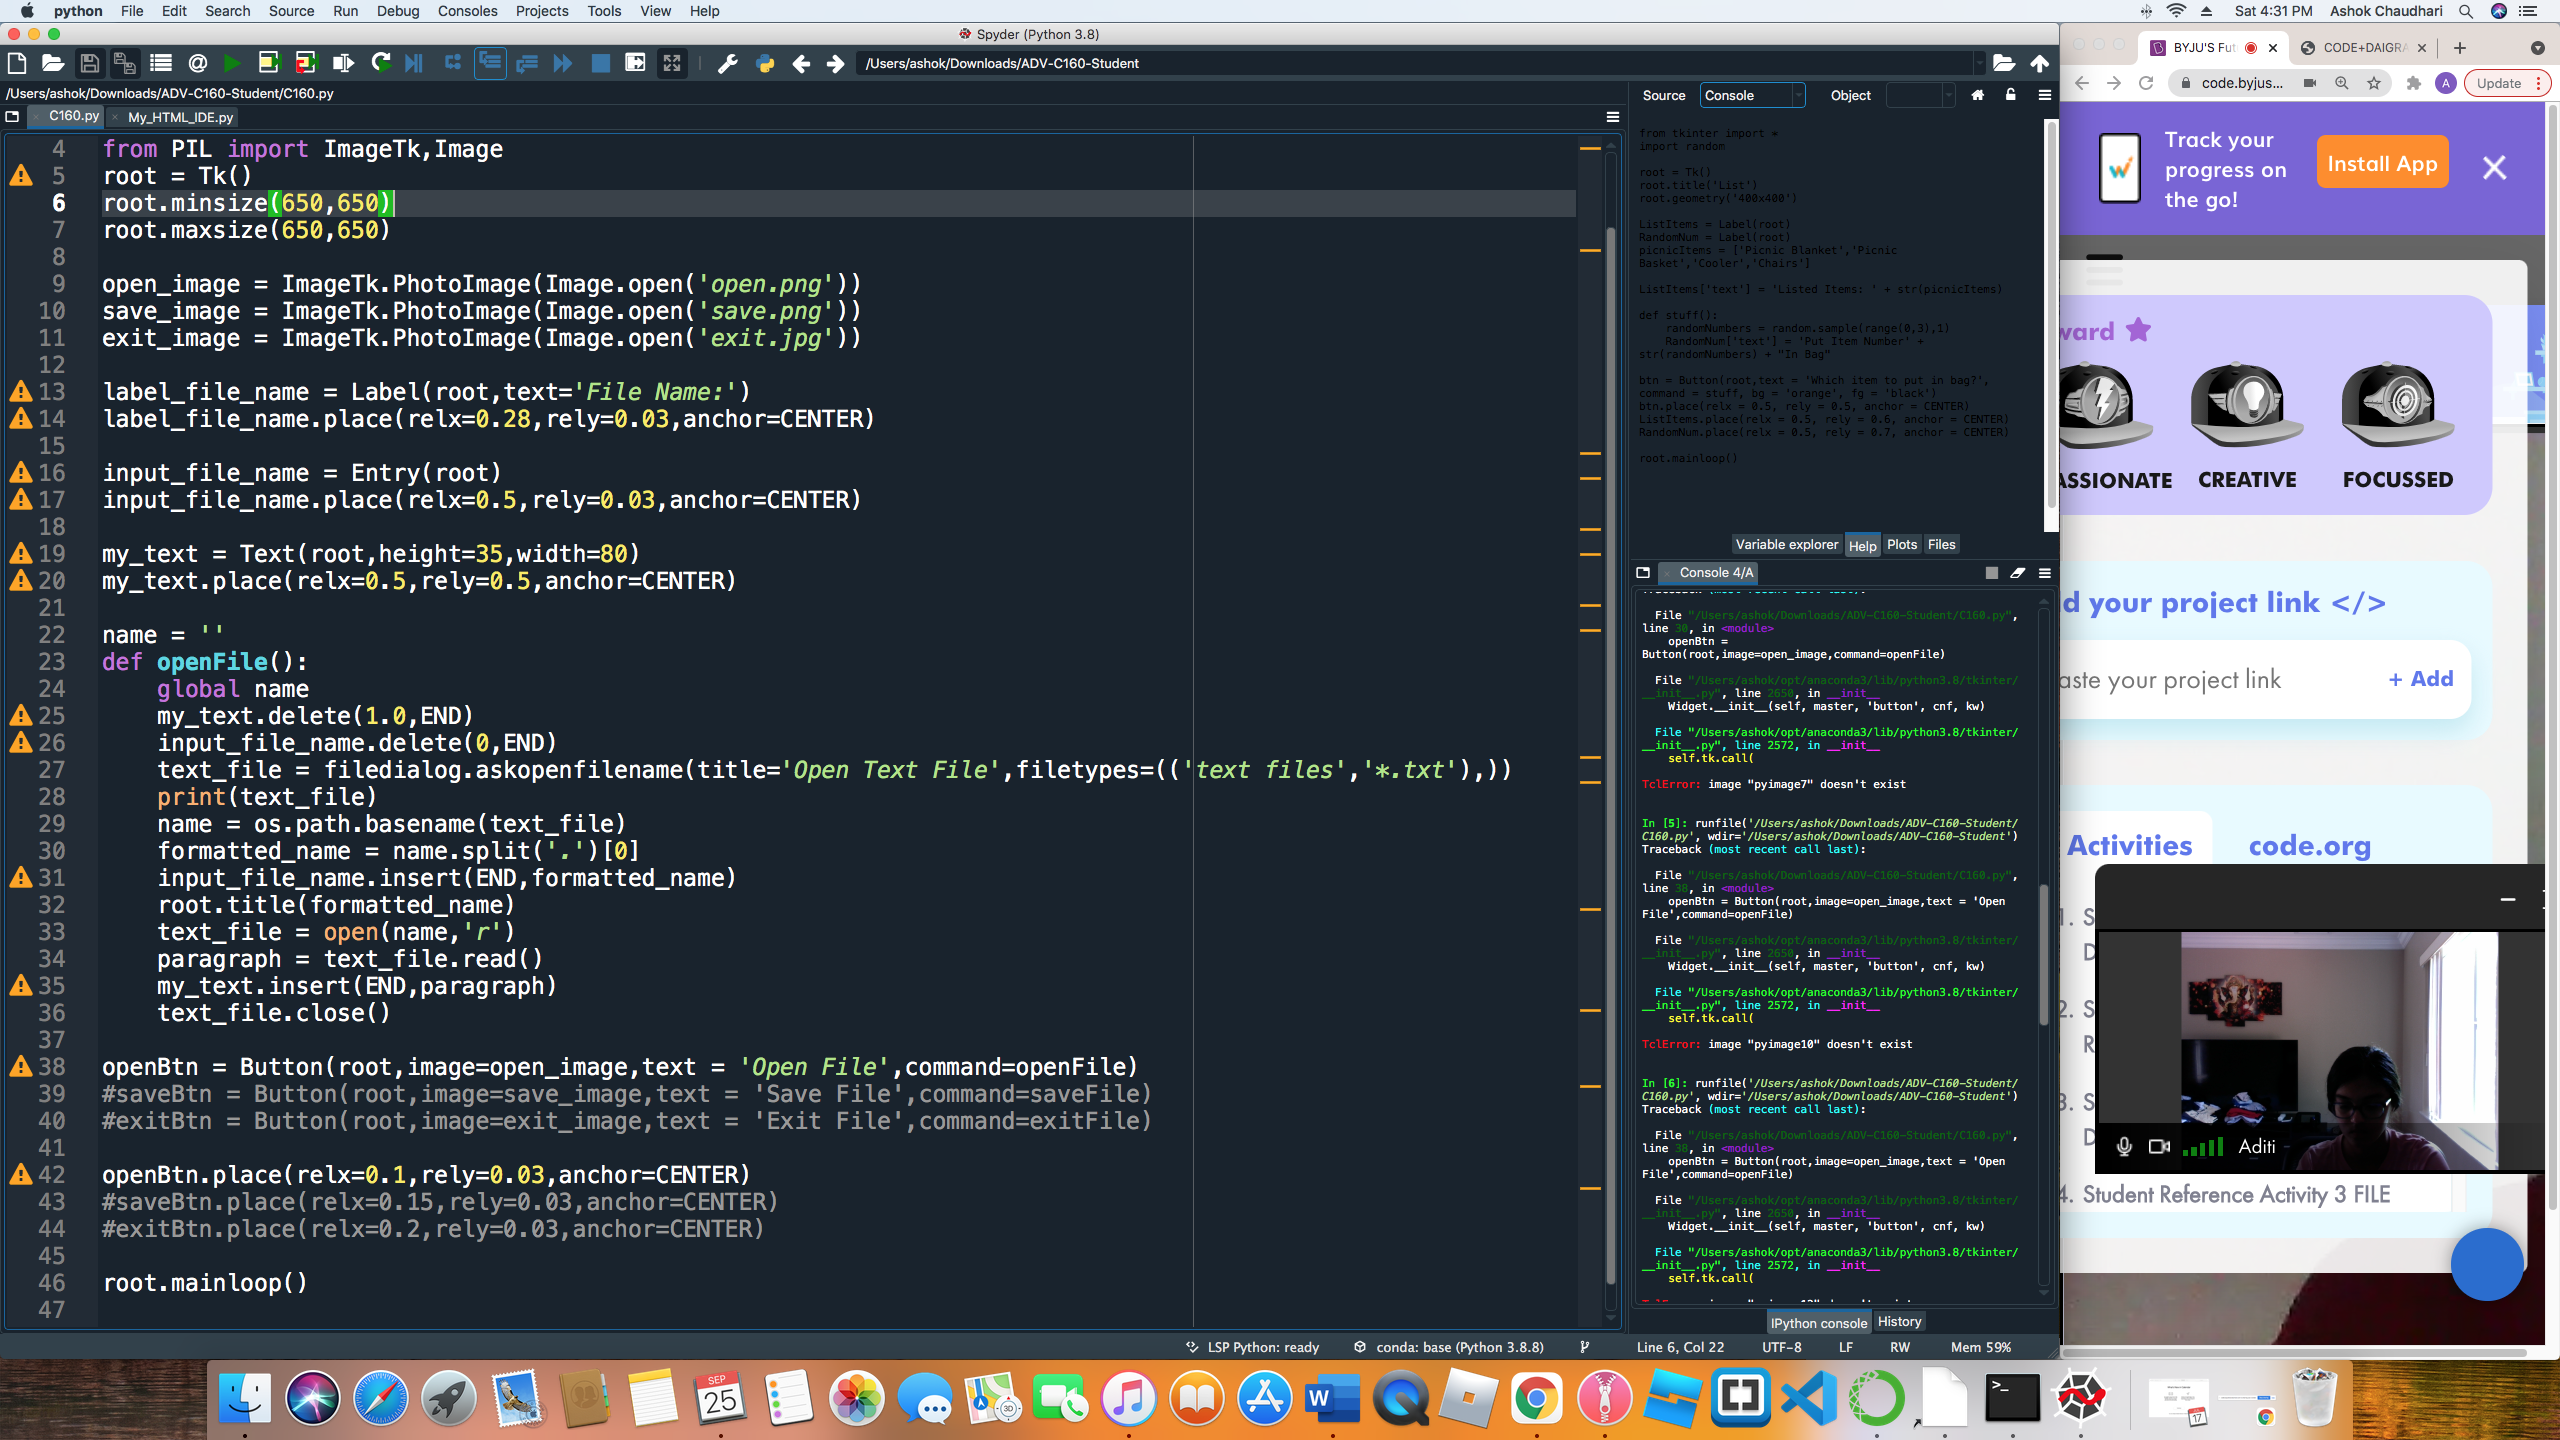 python File Edit Search Source Run Debug Consoles Projects Tools View Help
Sat 4:31 PM Ashok Chaudhari
Spyder (Python 3.8)
/Users/ashok/Downloads/ADV-C160-Student
/Users/ashok/Downloads/ADV-C160-Student/C160.py
C160.py My_HTML_IDE.py
4 from PIL import ImageTk,Image
5 root = Tk()
6 root.minsize(650,650)
7 root.maxsize(650,650)
8
9 open_image = ImageTk.PhotoImage(Image.open('open.png'))
10 save_image = ImageTk.PhotoImage(Image.open('save.png'))
11 exit_image = ImageTk.PhotoImage(Image.open('exit.jpg'))
12
13 label_file_name = Label(root,text='File Name:')
14 label_file_name.place(relx=0.28,rely=0.03,anchor=CENTER)
15
16 input_file_name = Entry(root)
17 input_file_name.place(relx=0.5,rely=0.03,anchor=CENTER)
18
19 my_text = Text(root,height=35,width=80)
20 my_text.place(relx=0.5,rely=0.5,anchor=CENTER)
21
22 name = ''
23 def openFile():
24 global name
25 my_text.delete(1.0,END)
26 input_file_name.delete(0,END)
27 text_file = filedialog.askopenfilename(title='Open Text File',filetypes=(('text files','*.txt'),))
28 print(text_file)
29 name = os.path.basename(text_file)
30 formatted_name = name.split('.')[0]
31 input_file_name.insert(END,formatted_name)
32 root.title(formatted_name)
33 text_file = open(name,'r')
34 paragraph = text_file.read()
35 my_text.insert(END,paragraph)
36 text_file.close()
37
38 openBtn = Button(root,image=open_image,text = 'Open File',command=openFile)
39 #saveBtn = Button(root,image=save_image,text = 'Save File',command=saveFile)
40 #exitBtn = Button(root,image=exit_image,text = 'Exit File',command=exitFile)
41
42 openBtn.place(relx=0.1,rely=0.03,anchor=CENTER)
43 #saveBtn.place(relx=0.15,rely=0.03,anchor=CENTER)
44 #exitBtn.place(relx=0.2,rely=0.03,anchor=CENTER)
45
46 root.mainloop()
47
Source Console Object
from tkinter import *
import random
root = Tk()
root.title('List')
root.geometry('400x400')
ListItems = Label(root)
RandomNum = Label(root)
picnicItems = ['Picnic Blanket','Picnic
Basket','Cooler','Chairs']
ListItems['text'] = 'Listed Items: ' + str(picnicItems)
def stuff():
randomNumbers = random.sample(range(0,3),1)
RandomNum['text'] = 'Put Item Number' +
str(randomNumbers) + "In Bag"
btn = Button(root,text = 'Which item to put in bag?',
command = stuff, bg = 'orange', fg = 'black')
btn.place(relx = 0.5, rely = 0.5, anchor = CENTER)
ListItems.place(relx = 0.5, rely = 0.6, anchor = CENTER)
RandomNum.place(relx = 0.5, rely = 0.7, anchor = CENTER)
root.mainloop()
Variable explorer Help Plots Files
Console 4/A
File "/Users/ashok/Downloads/ADV-C160-Student/C160.py",
line 30, in <module>
openBtn =
Button(root,image=open_image,command=openFile)
File "/Users/ashok/opt/anaconda3/lib/python3.8/tkinter/
__init__.py", line 2650, in __init__
Widget.__init__(self, master, 'button', cnf, kw)
File "/Users/ashok/opt/anaconda3/lib/python3.8/tkinter/
__init__.py", line 2572, in __init__
self.tk.call(
TclError: image "pyimage7" doesn't exist
In [5]: runfile('/Users/ashok/Downloads/ADV-C160-Student/
C160.py', wdir='/Users/ashok/Downloads/ADV-C160-Student')
Traceback (most recent call last):
File "/Users/ashok/Downloads/ADV-C160-Student/C160.py",
line 38, in <module>
openBtn = Button(root,image=open_image,text = 'Open
File',command=openFile)
File "/Users/ashok/opt/anaconda3/lib/python3.8/tkinter/
__init__.py", line 2650, in __init__
Widget.__init__(self, master, 'button', cnf, kw)
File "/Users/ashok/opt/anaconda3/lib/python3.8/tkinter/
__init__.py", line 2572, in __init__
self.tk.call(
TclError: image "pyimage10" doesn't exist
In [6]: runfile('/Users/ashok/Downloads/ADV-C160-Student/
C160.py', wdir='/Users/ashok/Downloads/ADV-C160-Student')
Traceback (most recent call last):
File "/Users/ashok/Downloads/ADV-C160-Student/C160.py",
line 38, in <module>
openBtn = Button(root,image=open_image,text = 'Open
File',command=openFile)
File "/Users/ashok/opt/anaconda3/lib/python3.8/tkinter/
__init__.py", line 2650, in __init__
Widget.__init__(self, master, 'button', cnf, kw)
File "/Users/ashok/opt/anaconda3/lib/python3.8/tkinter/
__init__.py", line 2572, in __init__
self.tk.call(
IPython console History
LSP Python: ready conda: base (Python 3.8.8) Line 6, Col 22 UTF-8 LF RW Mem 59%
BYJU'S Fut CODE+DAIGRA
code.byjus... A Update
Track your
progress on
the go!
Install App
ward
ASSIONATE CREATIVE FOCUSSED
d your project link </>
aste your project link + Add
Activities code.org
1. S
D
2. S
R
3. S
D
Aditi
4. Student Reference Activity 3 FILE
SEP
25
3D
W
>_
17